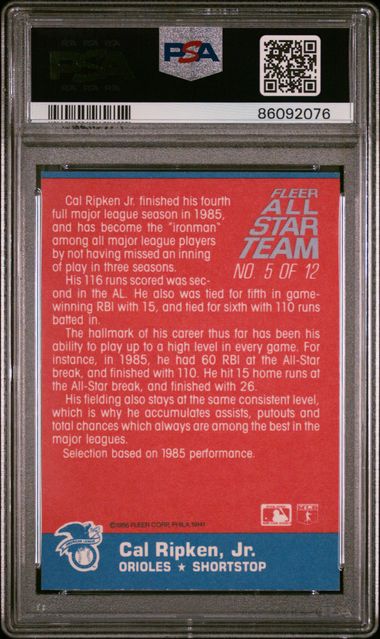 PSA
PSA
86092076
FLEER
ALL
STAR
TEAM
NO. 5 OF 12
Cal Ripken Jr. finished his fourth
full major league season in 1985,
and has become the "ironman"
among all major league players
by not having missed an inning
of play in three seasons.
His 116 runs scored was sec-
ond in the AL. He also was tied for fifth in game-
winning RBI with 15, and tied for sixth with 110 runs
batted in.
The hallmark of his career thus far has been his
ability to play up to a high level in every game. For
instance, in 1985, he had 60 RBI at the All-Star
break, and finished with 110. He hit 15 home runs at
the All-Star break, and finished with 26.
His fielding also stays at the same consistent level,
which is why he accumulates assists, putouts and
total chances which always are among the best in the
major leagues.
Selection based on 1985 performance.
©1986 FLEER CORP. PHILA. 19141
Cal Ripken, Jr.
ORIOLES ★ SHORTSTOP